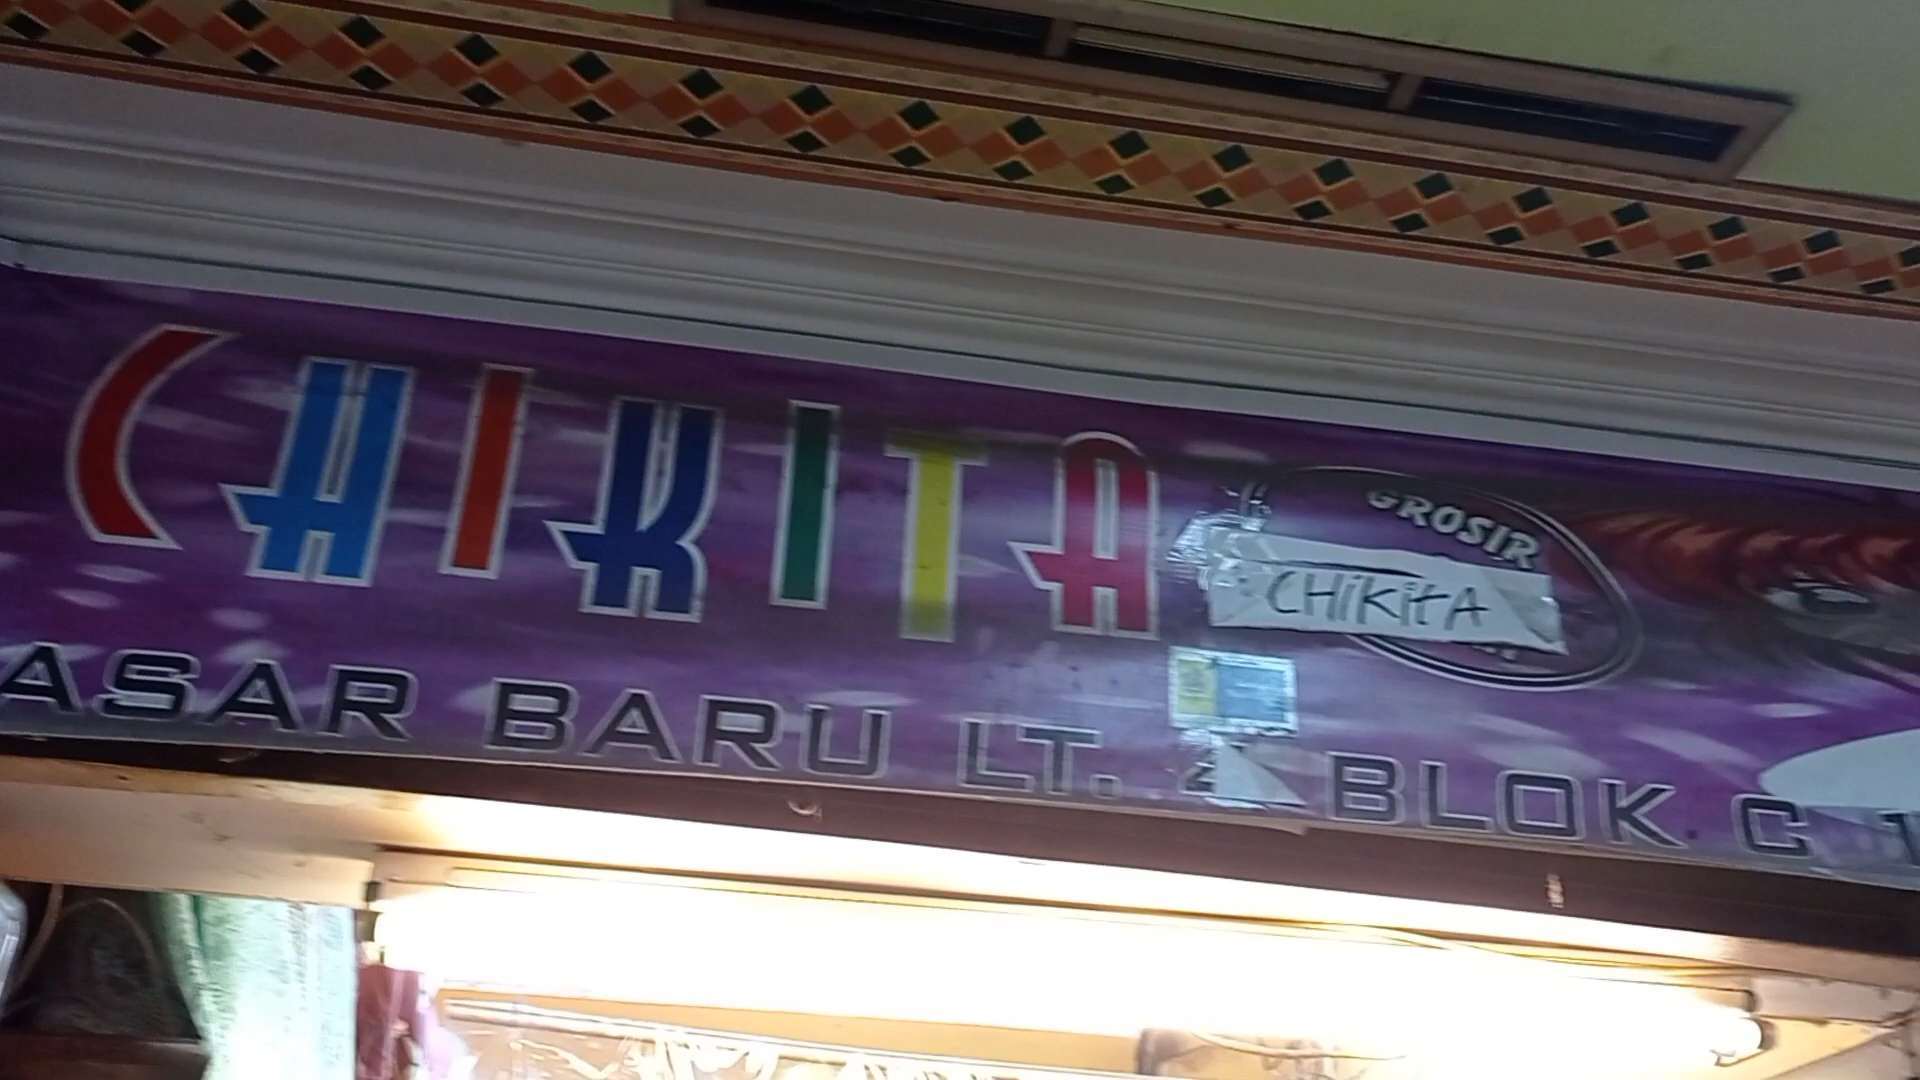 CHIKITA
GROSIR
CHIKITA
ASAR BARU LT. BLOK C